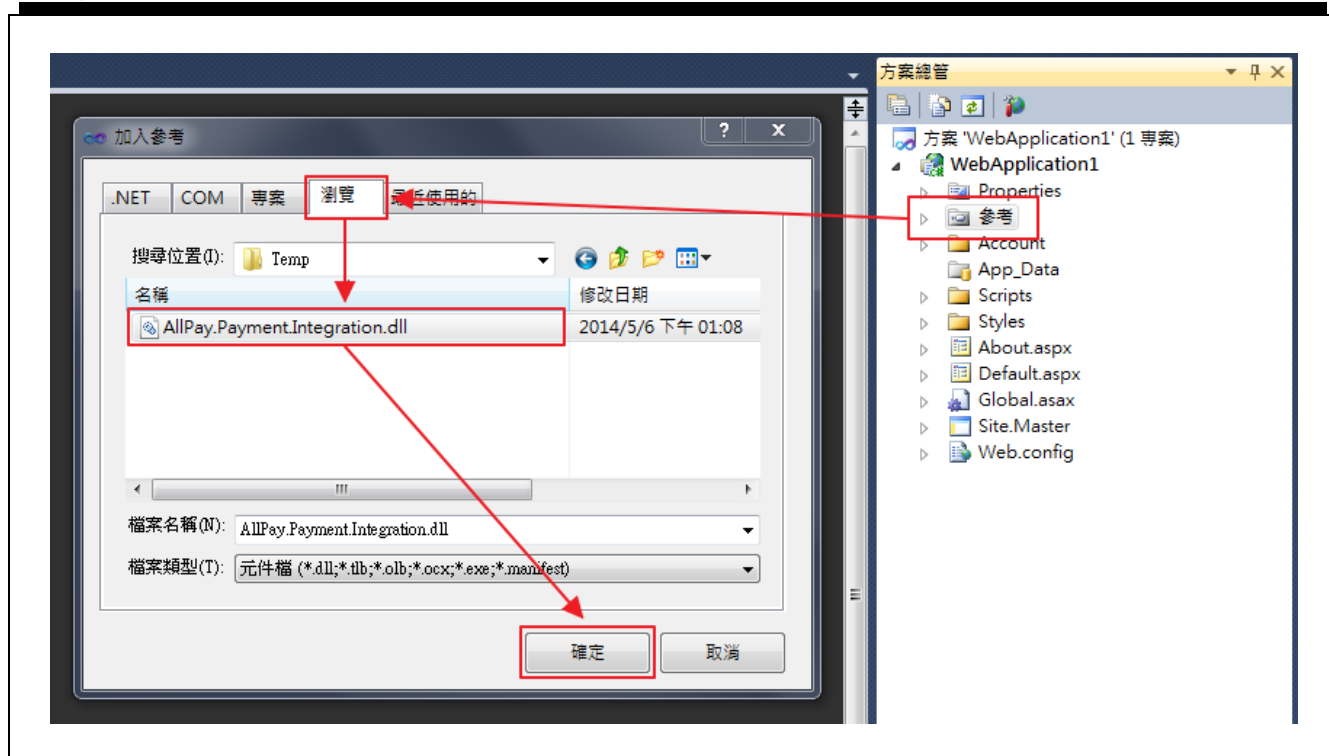 方案總管
方案 'WebApplication1' (1 專案)
WebApplication1
Properties
參考
Account
App_Data
Scripts
Styles
About.aspx
Default.aspx
Global.asax
Site.Master
Web.config
加入參考
.NET COM 專案 瀏覽 最近使用的
搜尋位置(I): Temp
名稱 修改日期
AllPay.Payment.Integration.dll 2014/5/6 下午 01:08
檔案名稱(N): AllPay.Payment.Integration.dll
檔案類型(T): 元件檔 (*.dll;*.tlb;*.olb;*.ocx;*.exe;*.manifest)
確定 取消